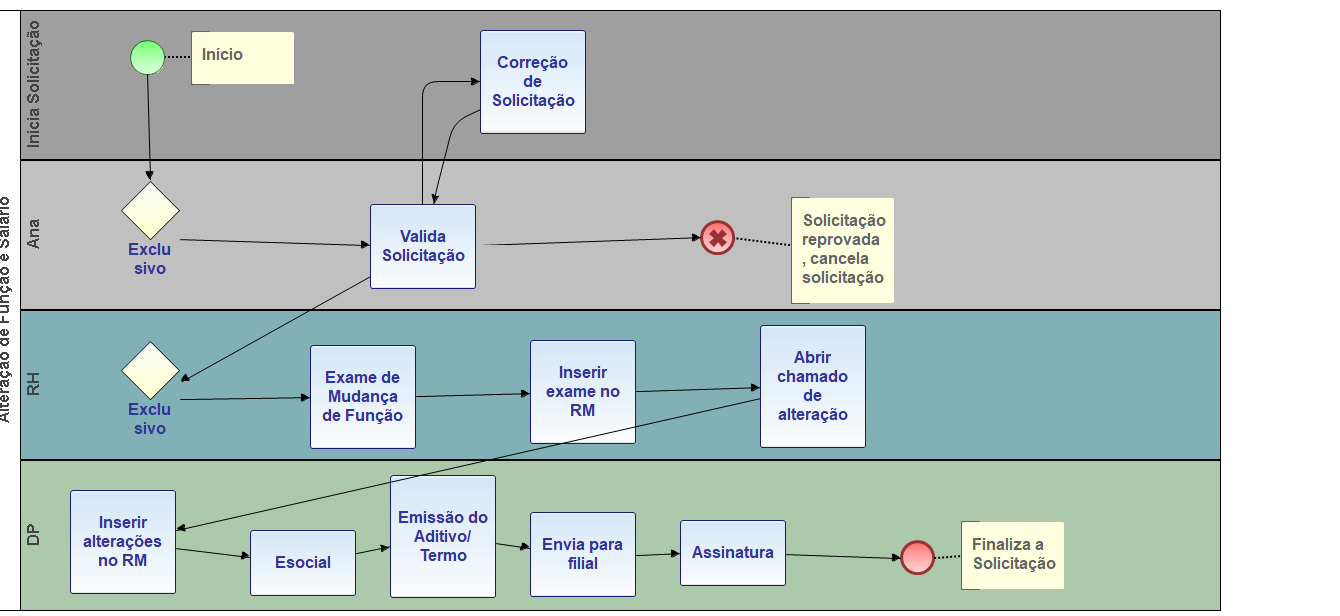 Alteração de Função e Salário
Inicia Solicitação
Início
Correção
de
Solicitação
Ana
Exclu
sivo
Valida
Solicitação
Solicitação
reprovada
, cancela
solicitação
RH
Exclu
sivo
Exame de
Mudança
de Função
Inserir
exame no
RM
Abrir
chamado
de
alteração
DP
Inserir
alterações
no RM
Esocial
Emissão do
Aditivo/
Termo
Envia para
filial
Assinatura
Finaliza a
Solicitação